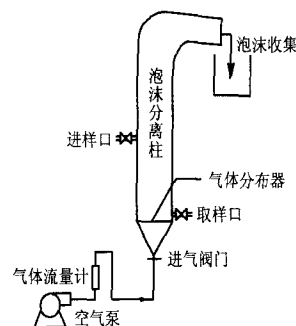 泡沫收集
泡沫分离柱
进样口
气体分布器
取样口
进气阀门
气体流量计
空气泵